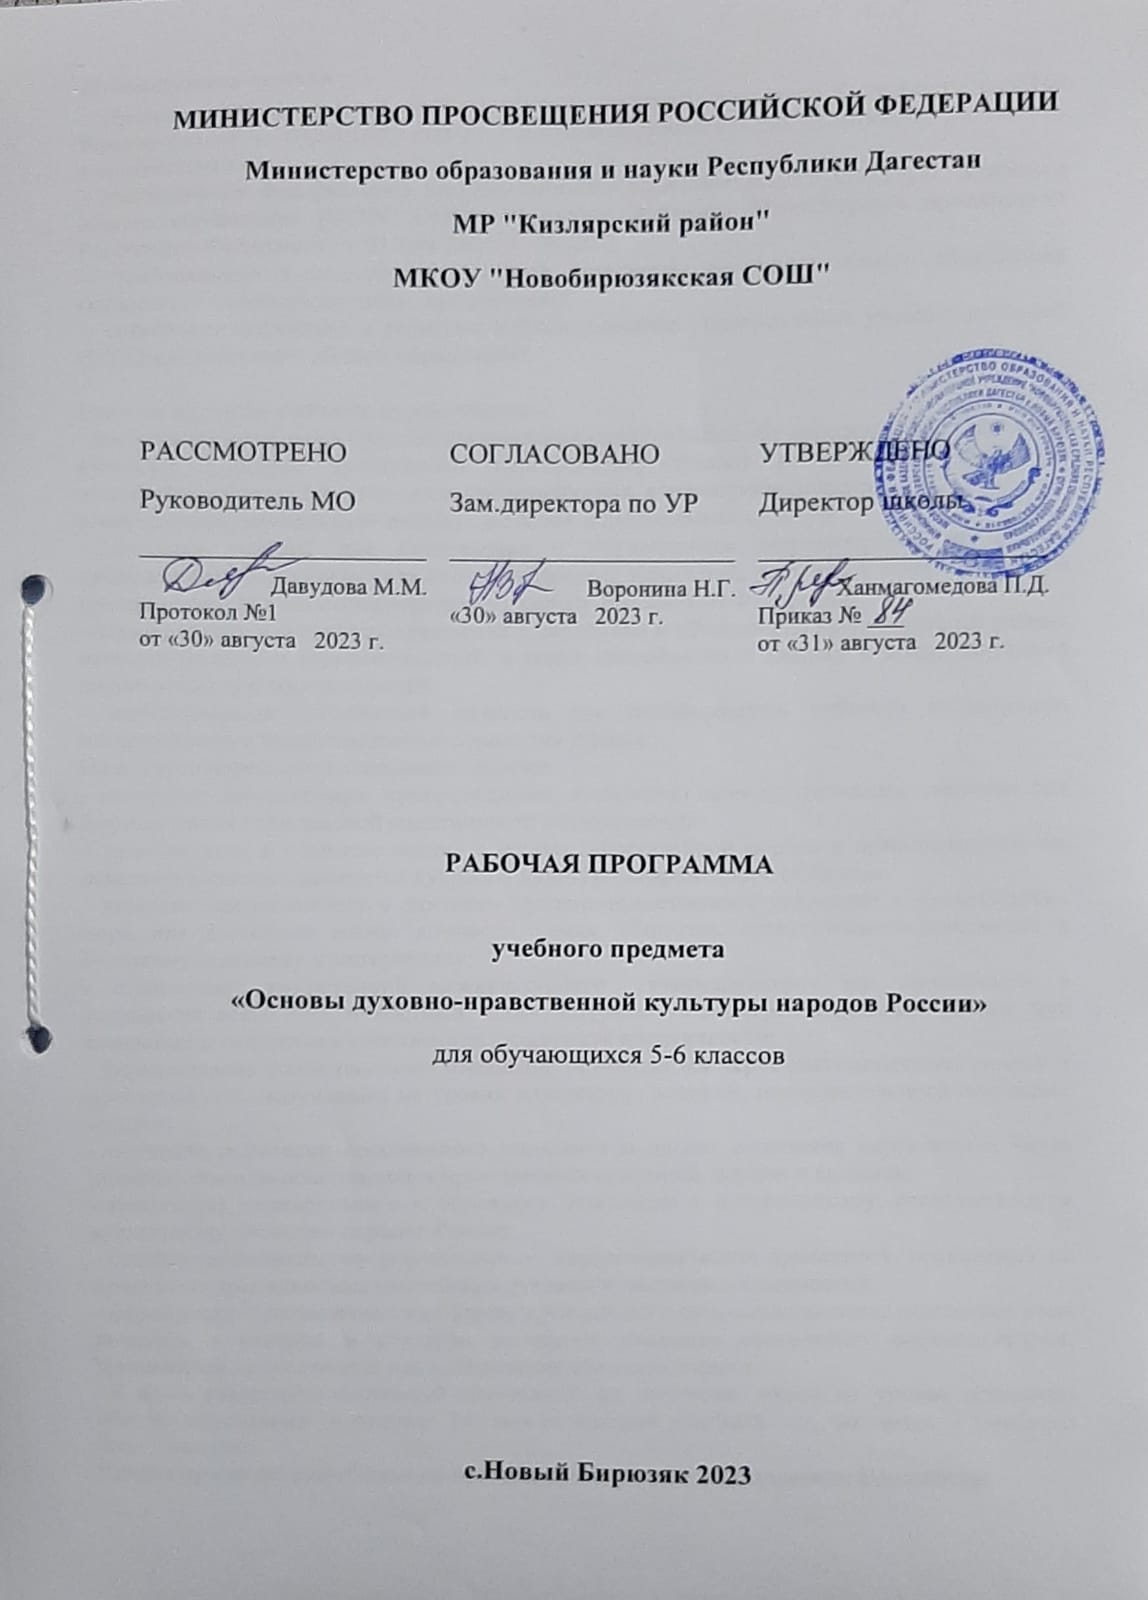 МИНИСТЕРСТВО ПРОСВЕЩЕНИЯ РОССИЙСКОЙ ФЕДЕРАЦИИ
Министерство образования и науки Республики Дагестан
МР "Кизлярский район"
МКОУ "Новобирюзякская СОШ"
РАССМОТРЕНО
Руководитель МО
Давудова М.М.
Протокол №1
от «30» августа 2023 г.
СОГЛАСОВАНО
Зам.директора по УР
Воронина Н.Г.
«30» августа 2023 г.
УТВЕРЖДЕНО
Директор школы
Ханмагомедова П.Д.
Приказ № 84
от «31» августа 2023 г.
РАБОЧАЯ ПРОГРАММА
учебного предмета
«Основы духовно-нравственной культуры народов России»
для обучающихся 5-6 классов
с.Новый Бирюзяк 2023